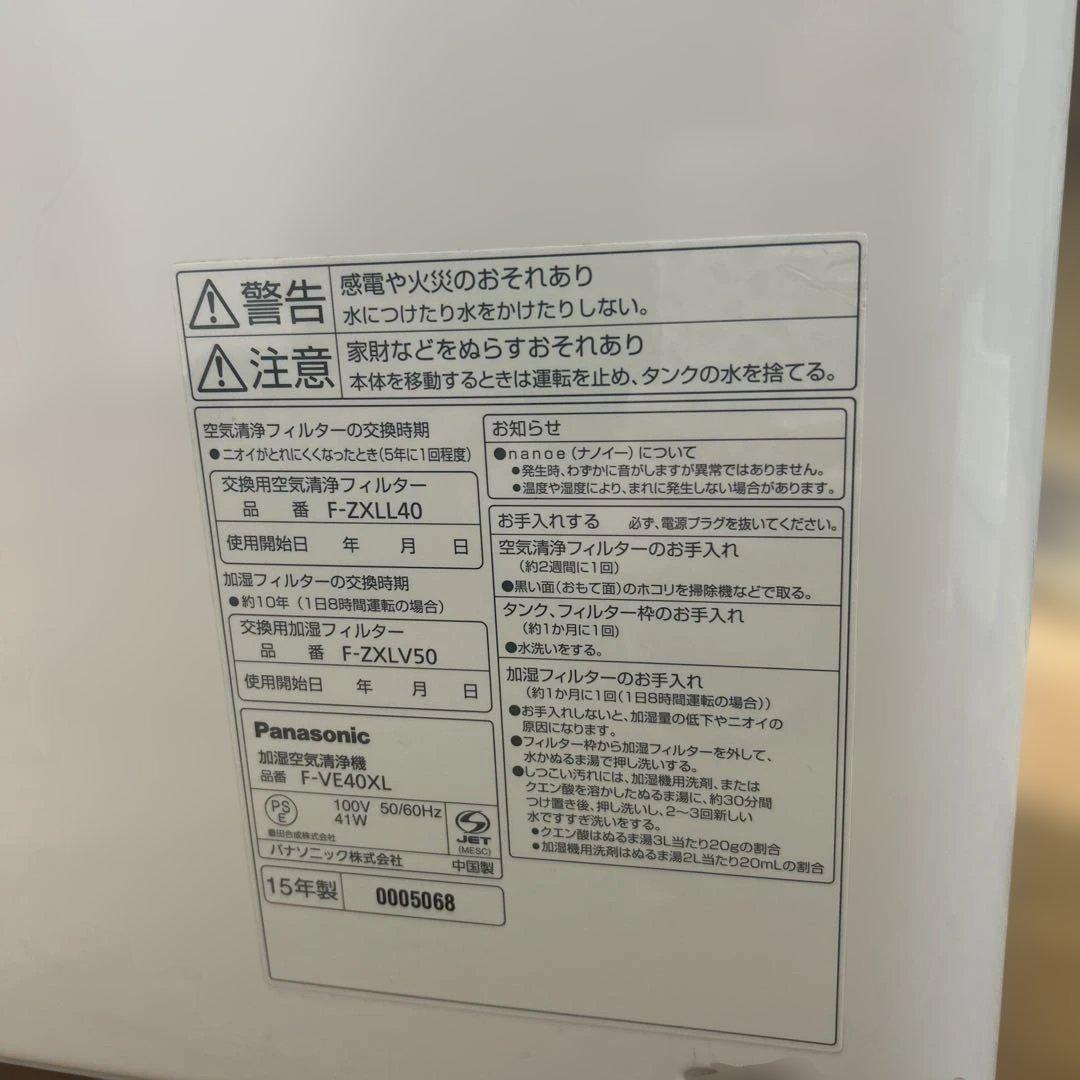 警告
感電や火災のおそれあり
水につけたり水をかけたりしない。
注意
家財などをぬらすおそれあり
本体を移動するときは運転を止め、タンクの水を捨てる。
空気清浄フィルターの交換時期
●ニオイがとれにくくなったとき(5年に1回程度)
交換用空気清浄フィルター
品 番 F-ZXLL40
使用開始日 年 月 日
加湿フィルターの交換時期
●約10年(1日8時間運転の場合)
交換用加湿フィルター
品 番 F-ZXLV50
使用開始日 年 月 日
Panasonic
加湿空気清浄機
品番 F-VE40XL
PS
E
100V 50/60Hz
41W
豊田合成株式会社
JET
(MESC)
パナソニック株式会社 中国製
15年製 0005068
お知らせ
●nanoe(ナノイー)について
●発生時、わずかに音がしますが異常ではありません。
●温度や湿度により、まれに発生しない場合があります。
お手入れする 必ず、電源プラグを抜いてください。
空気清浄フィルターのお手入れ
(約2週間に1回)
●黒い面(おもて面)のホコリを掃除機などで取る。
タンク、フィルター枠のお手入れ
(約1か月に1回)
●水洗いをする。
加湿フィルターのお手入れ
(約1か月に1回(1日8時間運転の場合))
●お手入れしないと、加湿量の低下やニオイの
原因になります。
●フィルター枠から加湿フィルターを外して、
水かぬるま湯で押し洗いする。
●しつこい汚れには、加湿機用洗剤、または
クエン酸を溶かしたぬるま湯に、約30分間
つけ置き後、押し洗いし、2～3回新しい
水ですすぎ洗いをする。
●クエン酸はぬるま湯3L当たり20gの割合
●加湿機用洗剤はぬるま湯2L当たり20mLの割合